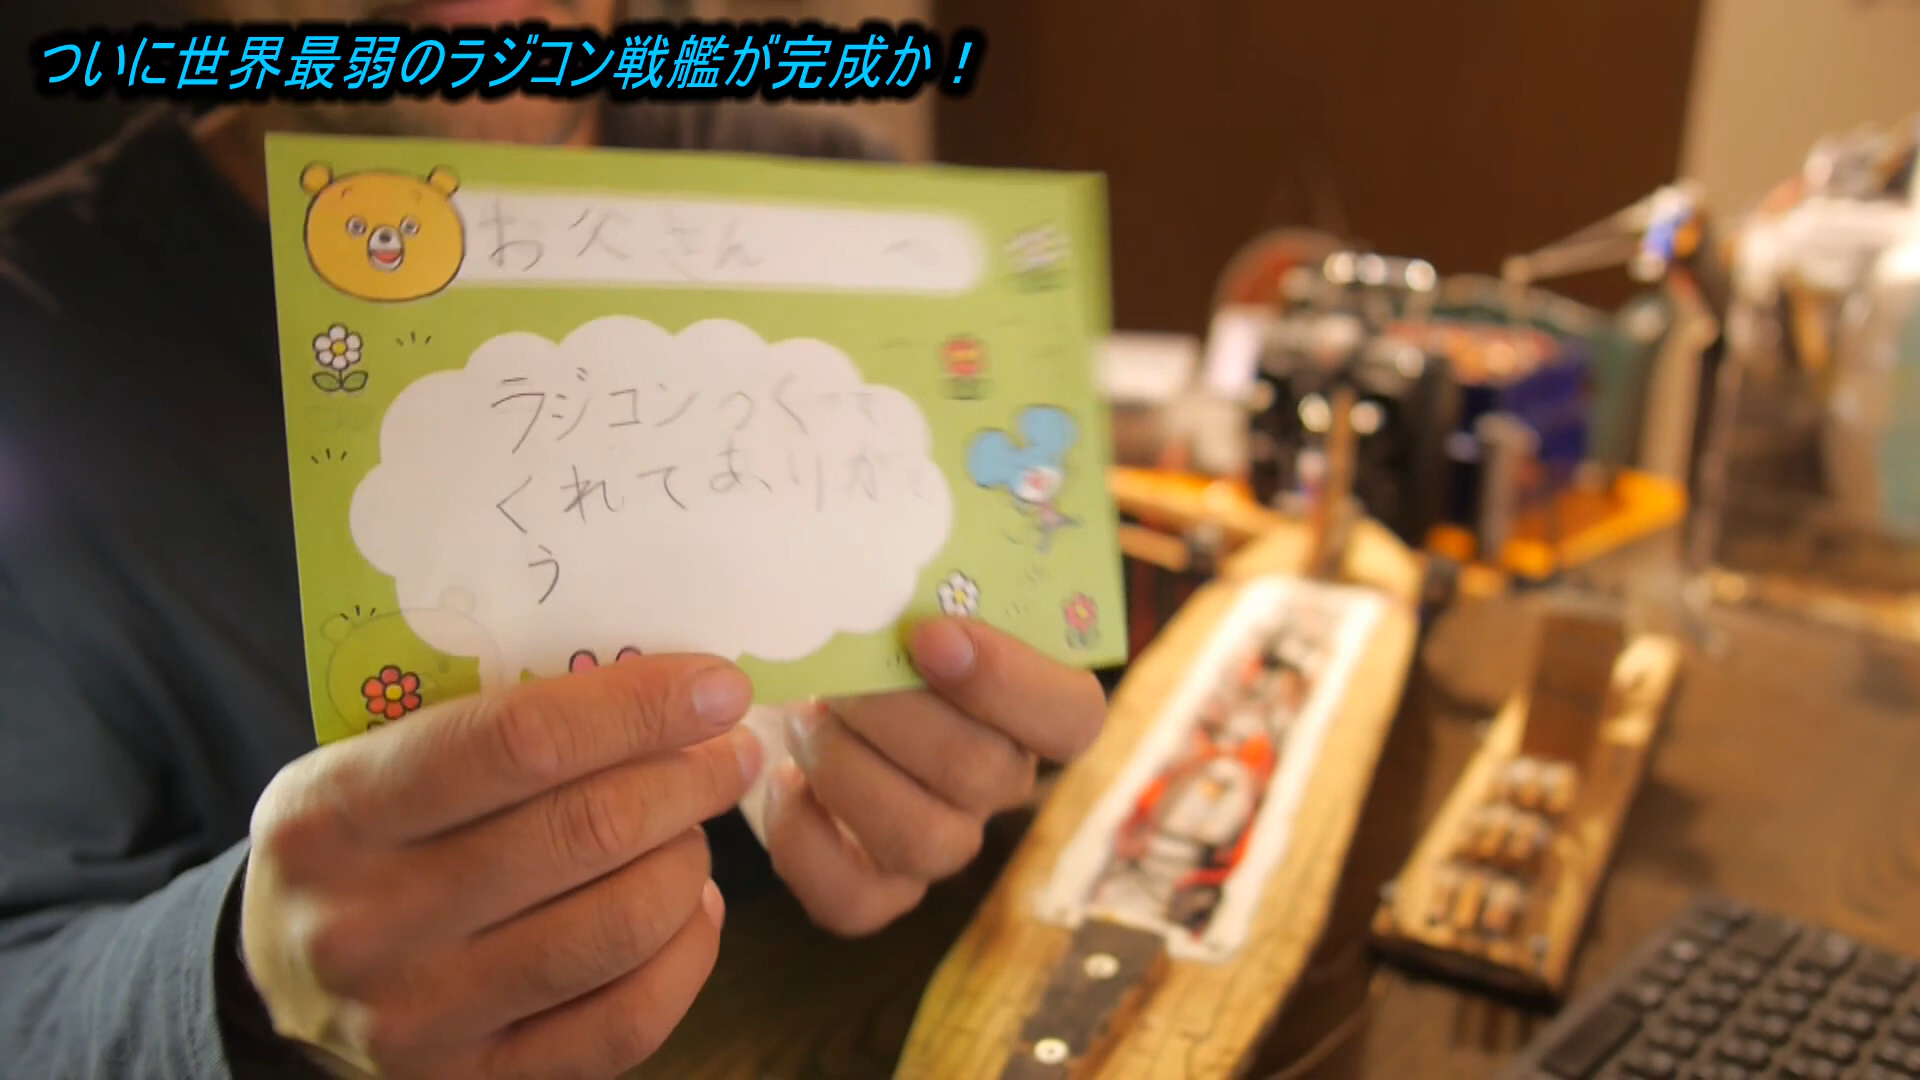 ついに世界最弱のラジコン戦艦が完成か！
お父さん へ
ラジコンつくって
くれてありがと
う